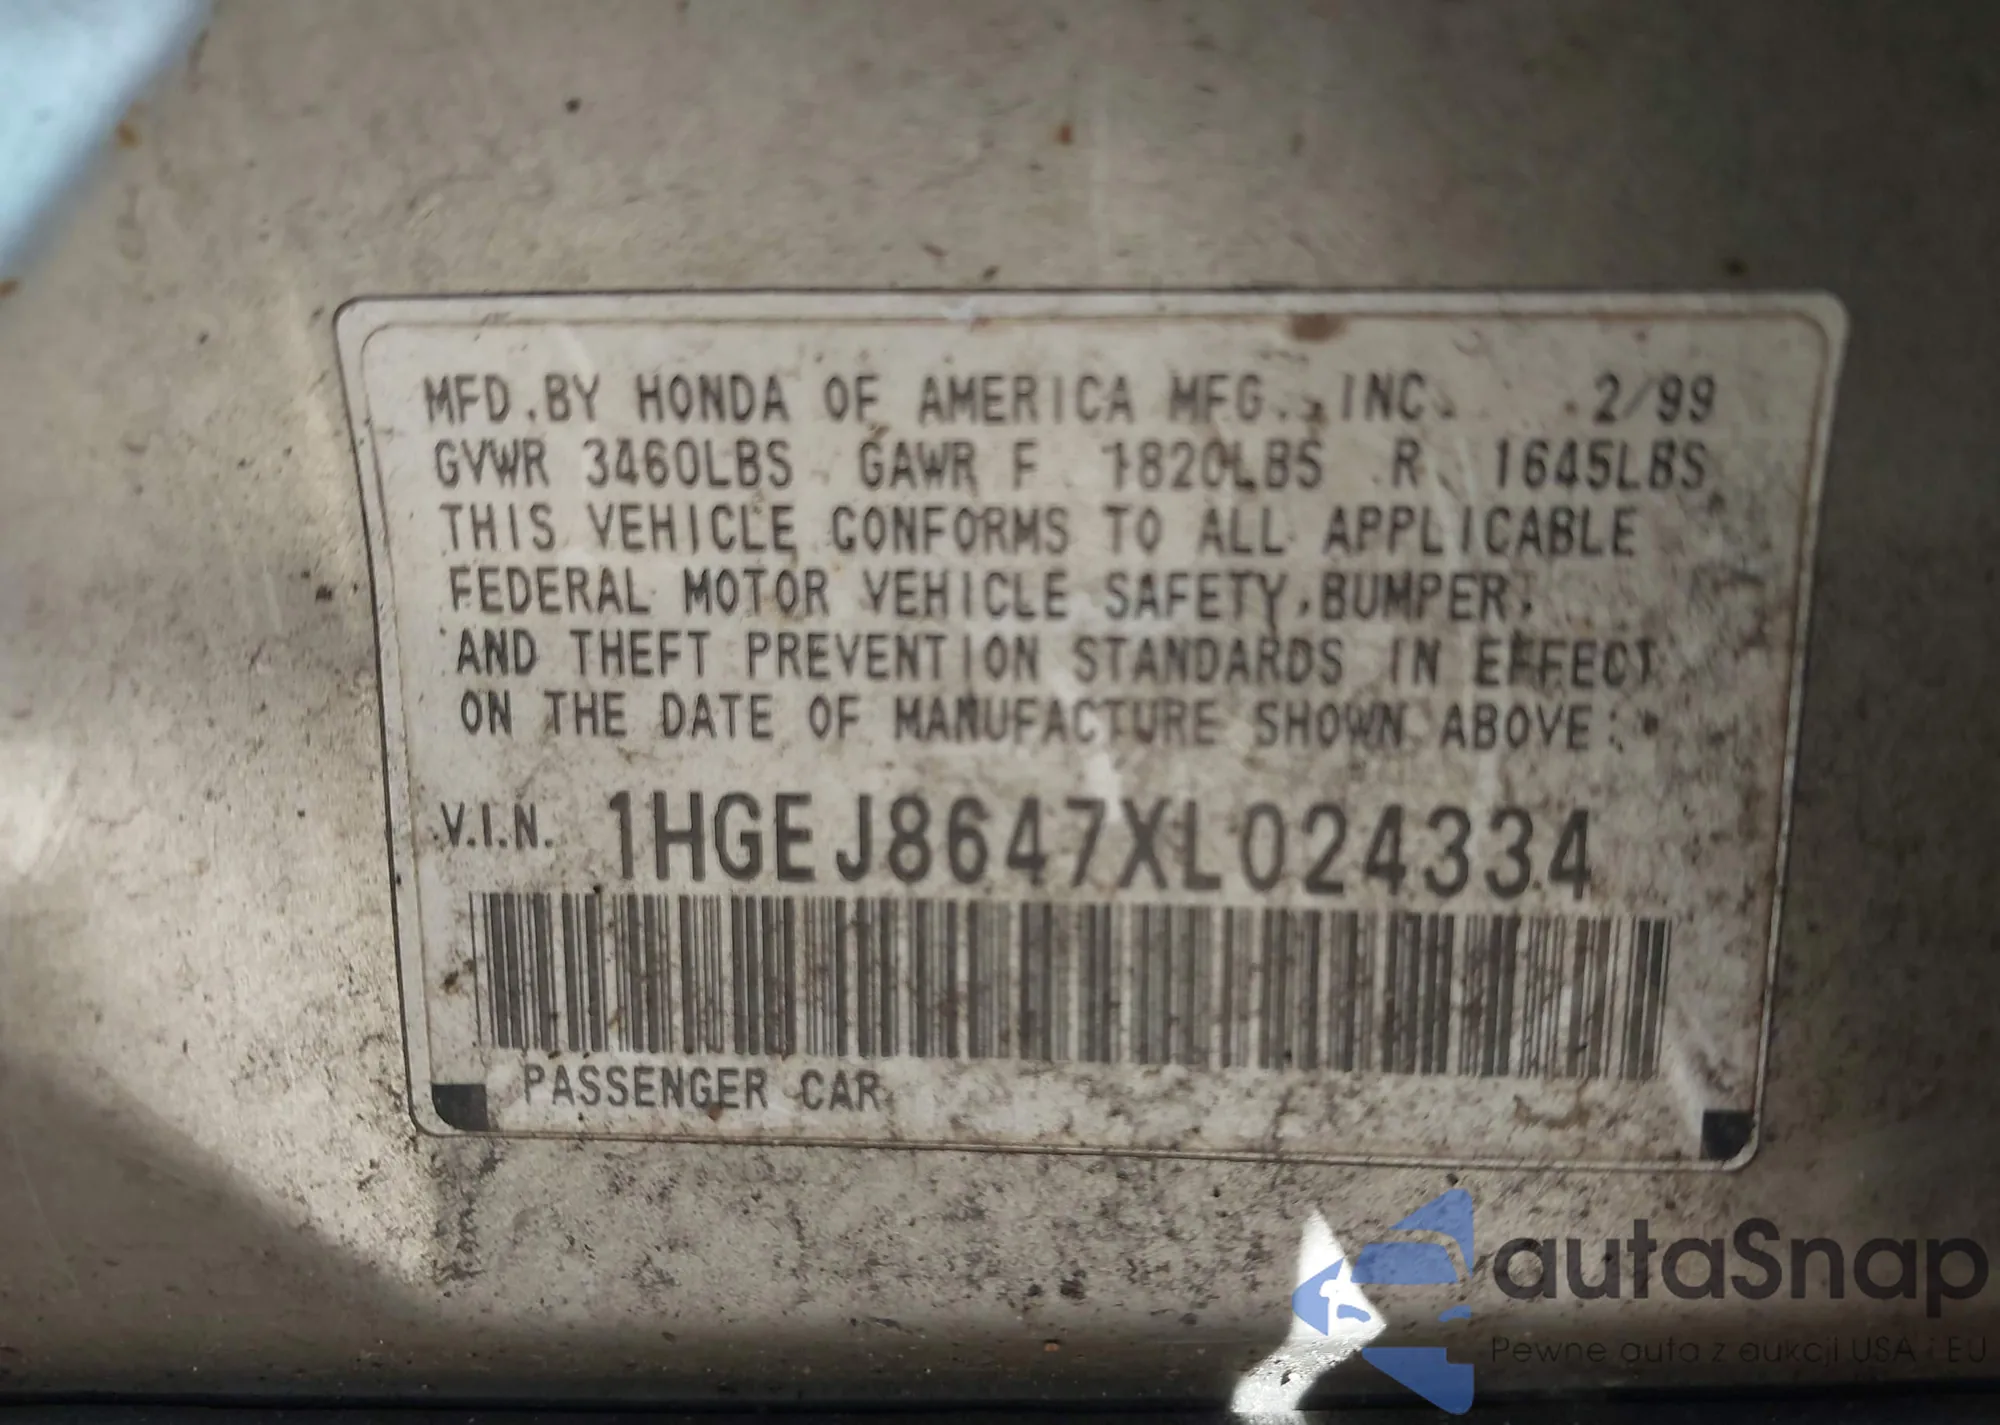 MFD.BY HONDA OF AMERICA MFG., INC. 2/99
GVWR 3460LBS GAWR F 1820LBS R 1645LBS
THIS VEHICLE CONFORMS TO ALL APPLICABLE
FEDERAL MOTOR VEHICLE SAFETY, BUMPER,
AND THEFT PREVENTION STANDARDS IN EFFECT
ON THE DATE OF MANUFACTURE SHOWN ABOVE.
V.I.N. 1HGEJ8647XL024334
PASSENGER CAR
autaSnap
Pewne auta z aukcji USA i EU